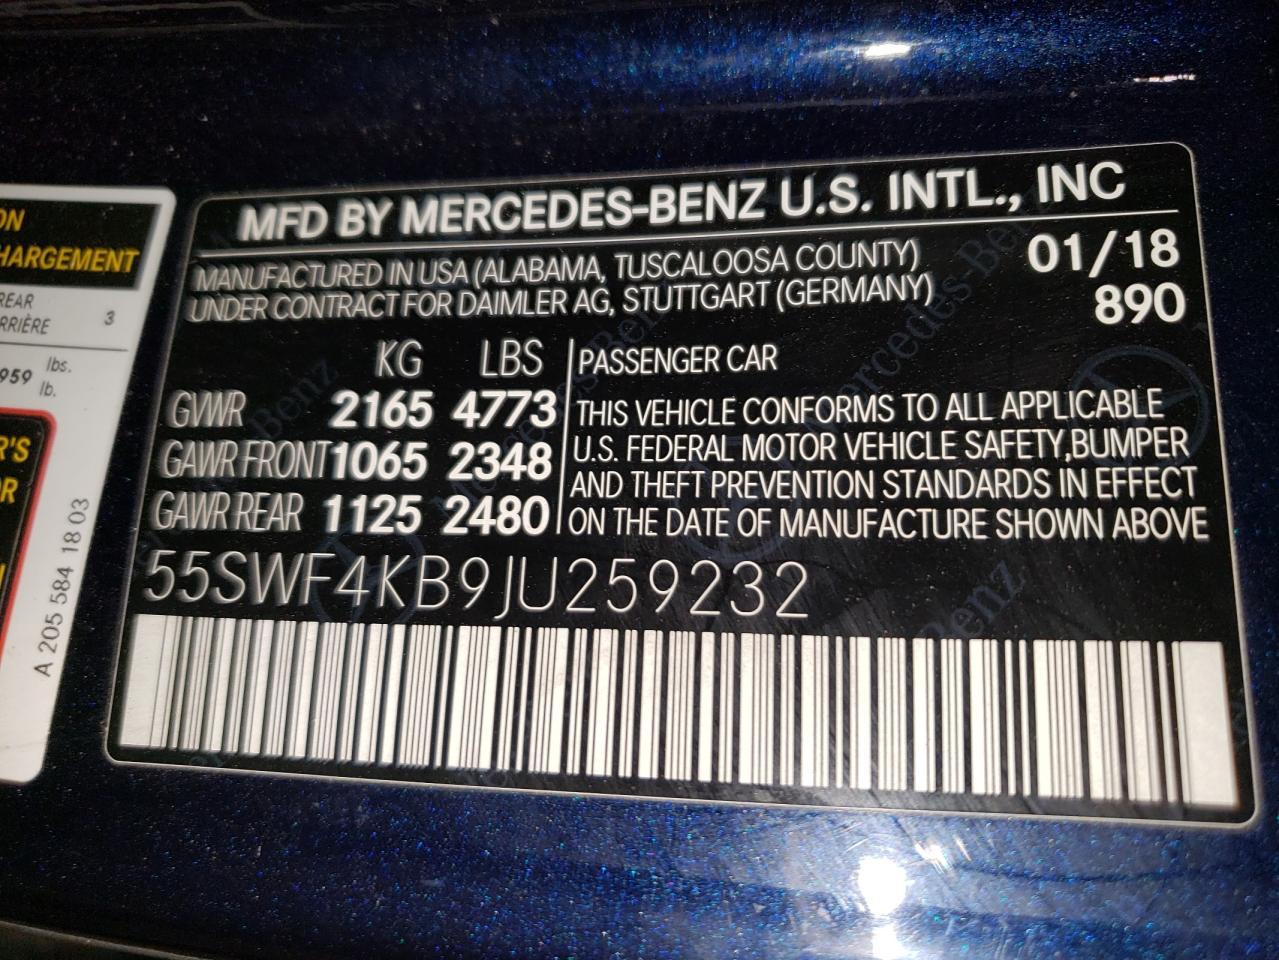 ON
HARGEMENT
REAR
RRIÈRE 3
959 lbs.
lb.
R'S
OR
A 205 584 18 03
MFD BY MERCEDES-BENZ U.S. INTL., INC
MANUFACTURED IN USA (ALABAMA, TUSCALOOSA COUNTY) 01/18
UNDER CONTRACT FOR DAIMLER AG, STUTTGART (GERMANY) 890
KG LBS
GVWR 2165 4773
GAWR FRONT 1065 2348
GAWR REAR 1125 2480
PASSENGER CAR
THIS VEHICLE CONFORMS TO ALL APPLICABLE
U.S. FEDERAL MOTOR VEHICLE SAFETY,BUMPER
AND THEFT PREVENTION STANDARDS IN EFFECT
ON THE DATE OF MANUFACTURE SHOWN ABOVE
55SWF4KB9JU259232